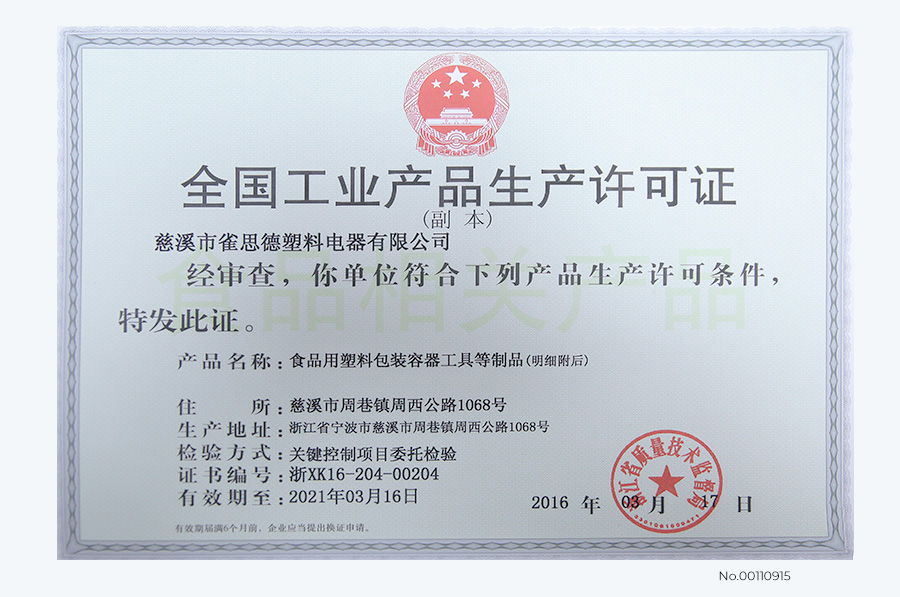 全国工业产品生产许可证
(副 本)
慈溪市雀思德塑料电器有限公司
食品相关产品
经审查，你单位符合下列产品生产许可条件，
特发此证。
产品名称：食品用塑料包装容器工具等制品(明细附后)
住 所：慈溪市周巷镇周西公路1068号
生产地址：浙江省宁波市慈溪市周巷镇周西公路1068号
检验方式：关键控制项目委托检验
证书编号：浙XK16-204-00204
有效期至：2021年03月16日
浙江省质量技术监督局
2016 年 03 月 17 日
有效期届满6个月前，企业应当提出换证申请。
No.00110915